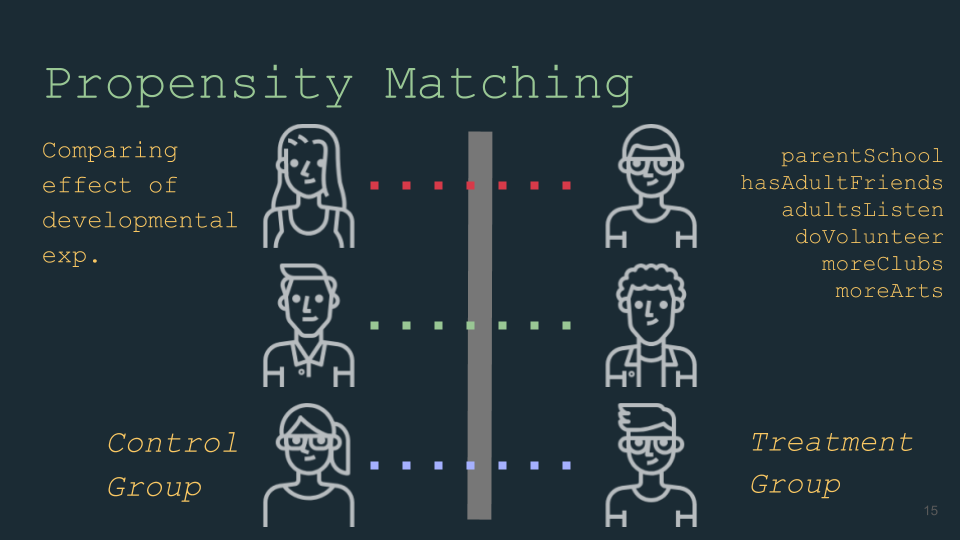 Propensity Matching
Comparing
effect of
developmental
exp.
parentSchool
hasAdultFriends
adultsListen
doVolunteer
moreClubs
moreArts
Control
Group
Treatment
Group
15